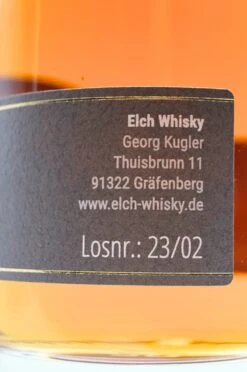 Elch Whisky
Georg Kugler
Thuisbrunn 11
91322 Gräfenberg
www.elch-whisky.de
Losnr.: 23/02